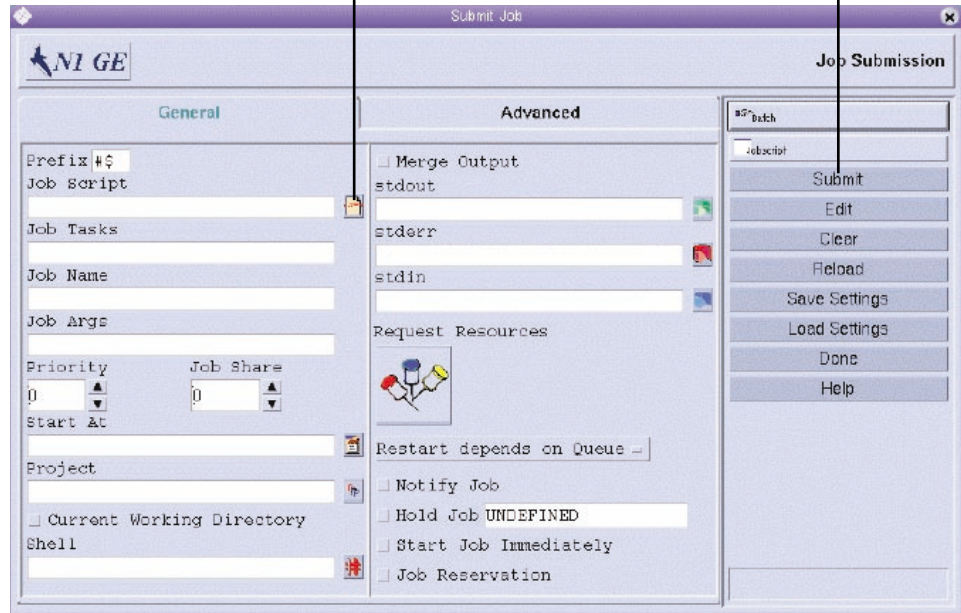 Submit Job
N1 GE
Job Submission
General
Advanced
Prefix #$
Job Script
Job Tasks
Job Name
Job Args
Priority Job Share
0 0
Start At
Project
Current Working Directory
Shell
Merge Output
stdout
stderr
stdin
Request Resources
Restart depends on Queue
Notify Job
Hold Job UNDEFINED
Start Job Immediately
Job Reservation
Batch
Jobscript
Submit
Edit
Clear
Reload
Save Settings
Load Settings
Done
Help